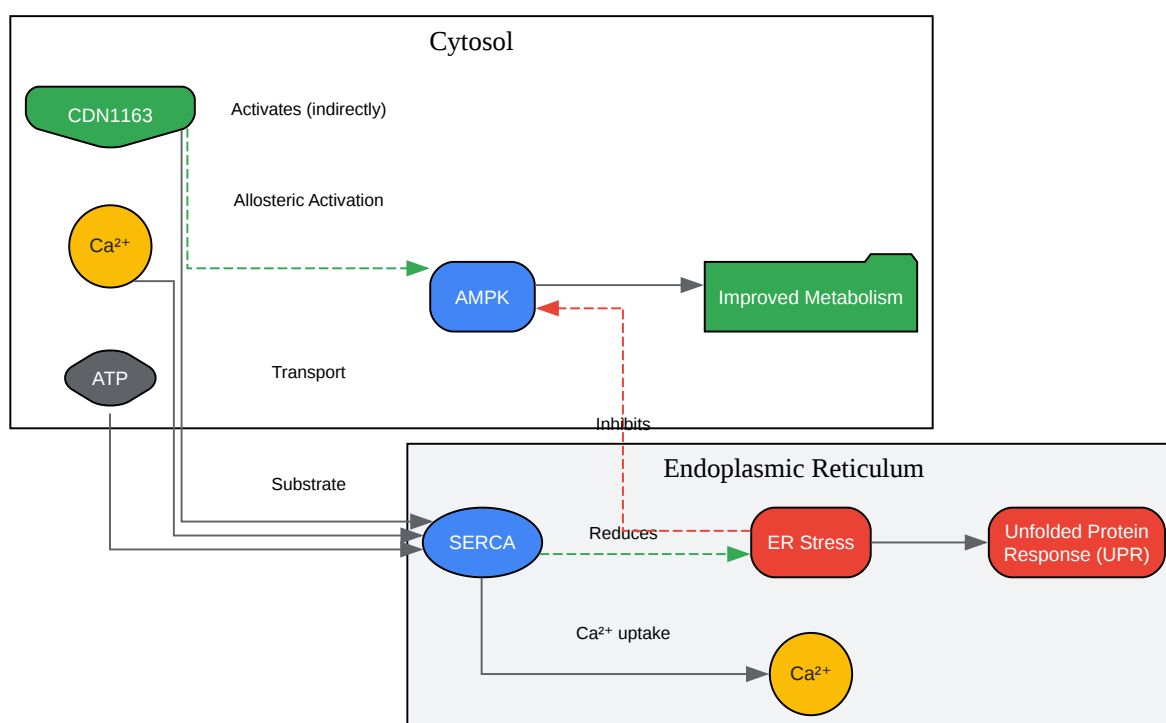 Cytosol
CDN1163
Activates (indirectly)
Allosteric Activation
Ca²⁺
AMPK
Improved Metabolism
ATP
Transport
Inhibits
Endoplasmic Reticulum
Substrate
SERCA
Reduces
ER Stress
Unfolded Protein
Response (UPR)
Ca²⁺ uptake
Ca²⁺